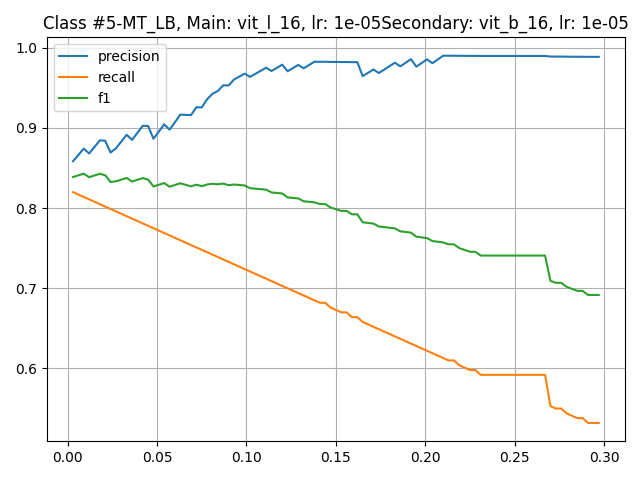 Class #5-MT_LB, Main: vit_l_16, lr: 1e-05Secondary: vit_b_16, lr: 1e-05
precision
recall
f1
1.0
0.9
0.8
0.7
0.6
0.00 0.05 0.10 0.15 0.20 0.25 0.30